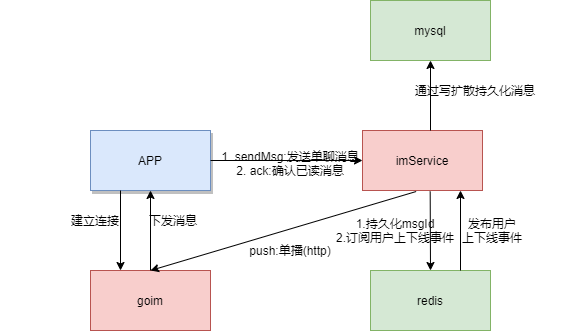 mysql
通过写扩散持久化消息
APP
1. sendMsg:发送单聊消息
2. ack:确认已读消息
imService
建立连接
下发消息
1.持久化msgId
2.订阅用户上下线事件
发布用户
上下线事件
push:单播(http)
goim
redis